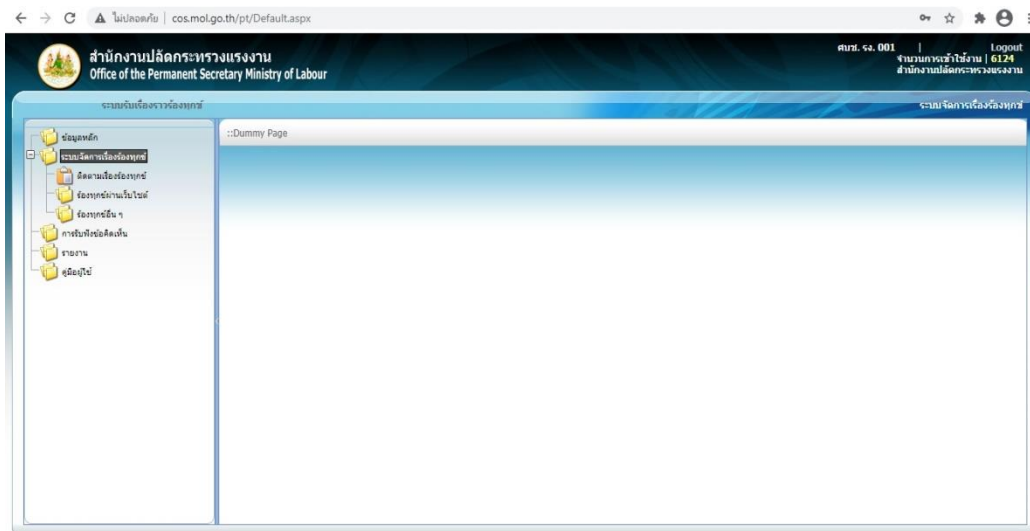 ไม่ปลอดภัย | cos.mol.go.th/pt/Default.aspx
สำนักงานปลัดกระทรวงแรงงาน
Office of the Permanent Secretary Ministry of Labour
ศบช. รง. 001 | Logout
จำนวนการเข้าใช้งาน | 6124
สำนักงานปลัดกระทรวงแรงงาน
ระบบรับเรื่องราวร้องทุกข์
ระบบจัดการเรื่องร้องทุกข์
ข้อมูลหลัก
ระบบจัดการเรื่องร้องทุกข์
ติดตามเรื่องร้องทุกข์
ร้องทุกข์ผ่านเว็บไซต์
ร้องทุกข์อื่น ๆ
การรับฟังข้อคิดเห็น
รายงาน
คู่มือผู้ใช้
::Dummy Page